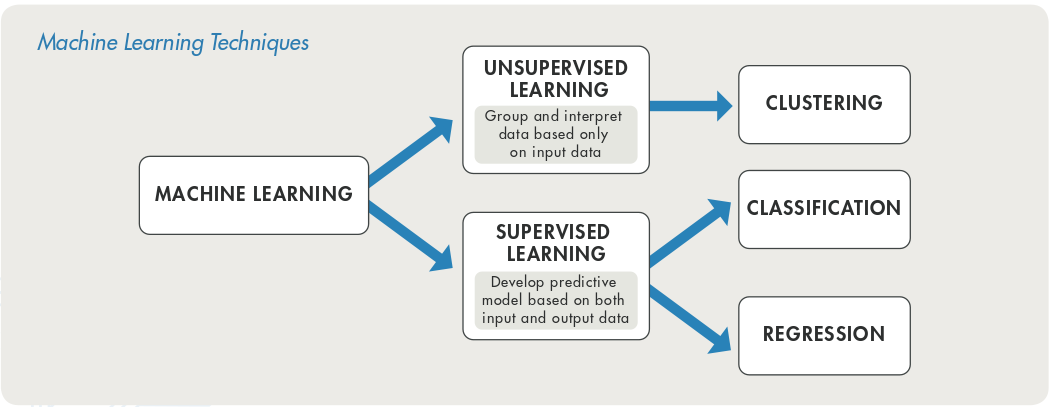 Machine Learning Techniques
MACHINE LEARNING
UNSUPERVISED
LEARNING
Group and interpret
data based only
on input data
SUPERVISED
LEARNING
Develop predictive
model based on both
input and output data
CLUSTERING
CLASSIFICATION
REGRESSION